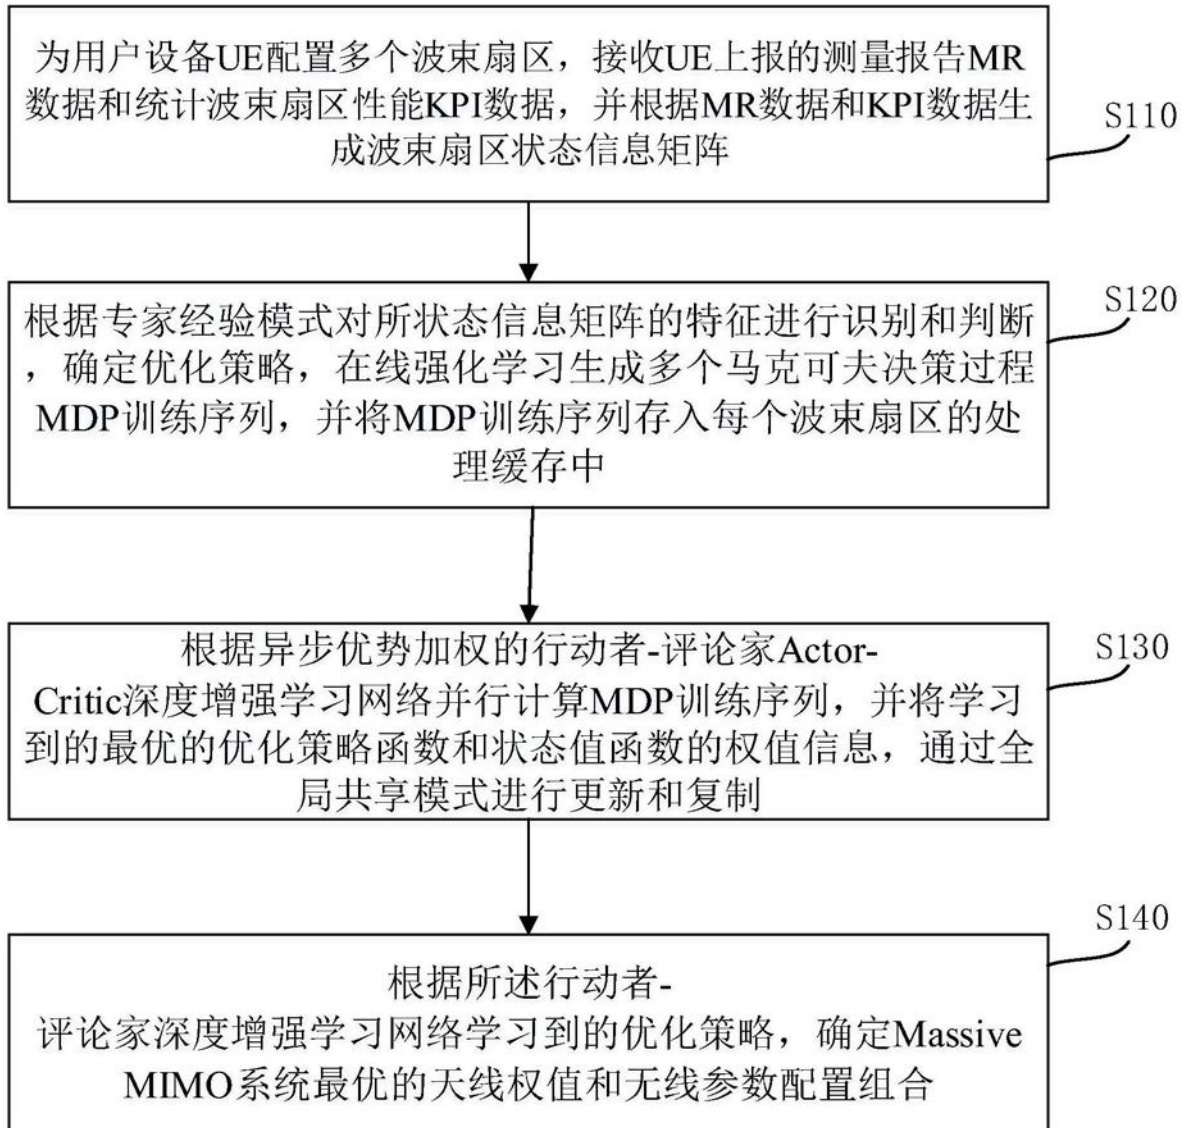 为用户设备UE配置多个波束扇区，接收UE上报的测量报告MR
数据和统计波束扇区性能KPI数据，并根据MR数据和KPI数据生
成波束扇区状态信息矩阵
S110
根据专家经验模式对所状态信息矩阵的特征进行识别和判断
，确定优化策略，在线强化学习生成多个马克可夫决策过程
MDP训练序列，并将MDP训练序列存入每个波束扇区的处
理缓存中
S120
根据异步优势加权的行动者-评论家Actor-
Critic深度增强学习网络并行计算MDP训练序列，并将学习
到的最优的优化策略函数和状态值函数的权值信息，通过全
局共享模式进行更新和复制
S130
根据所述行动者-
评论家深度增强学习网络学习到的优化策略，确定Massive
MIMO系统最优的天线权值和无线参数配置组合
S140